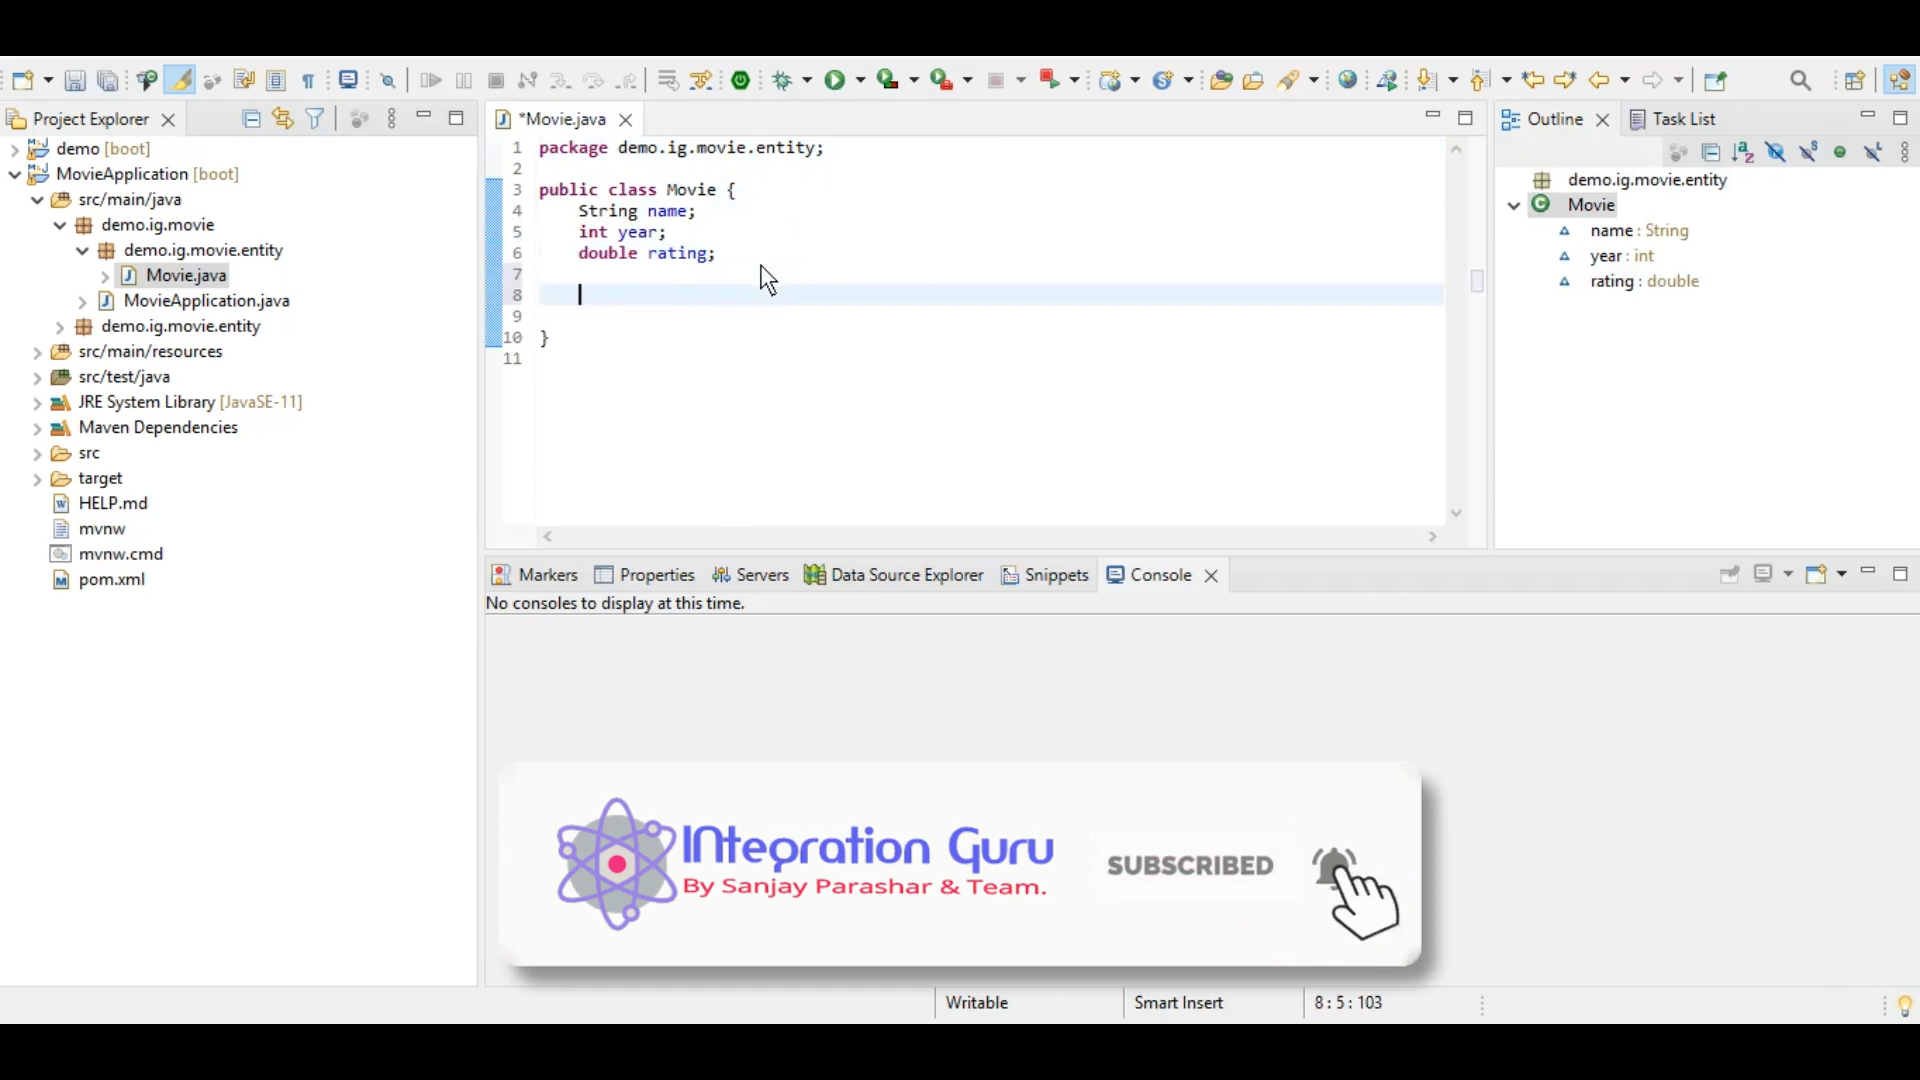 Project Explorer
demo [boot]
MovieApplication [boot]
src/main/java
demo.ig.movie
demo.ig.movie.entity
Movie.java
MovieApplication.java
demo.ig.movie.entity
src/main/resources
src/test/java
JRE System Library [JavaSE-11]
Maven Dependencies
src
target
HELP.md
mvnw
mvnw.cmd
pom.xml
*Movie.java
1 package demo.ig.movie.entity;
2
3 public class Movie {
4 String name;
5 int year;
6 double rating;
7
8
9
10 }
11
Outline
Task List
demo.ig.movie.entity
Movie
name : String
year : int
rating : double
Markers
Properties
Servers
Data Source Explorer
Snippets
Console
No consoles to display at this time.
INtegration Guru
By Sanjay Parashar & Team.
SUBSCRIBED
Writable
Smart Insert
8 : 5 : 103